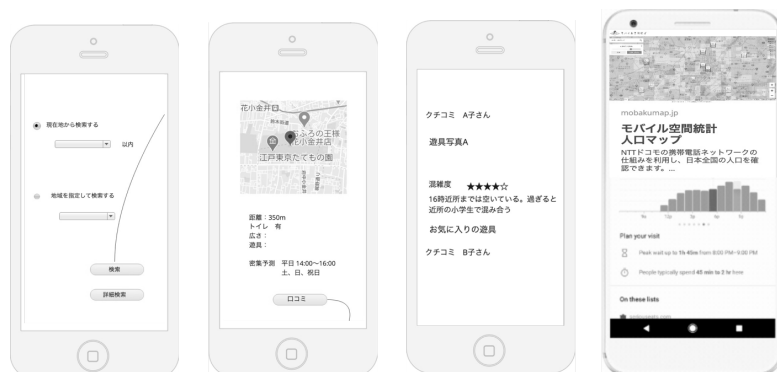 現在地から検索する
以内
地域を指定して検索する
検索
詳細検索
花小金井口
おふろの王様
花小金井店
江戸東京たてもの園
距離：350m
トイレ 有
広さ：
遊具：
密集予測 平日 14:00〜16:00
土、日、祝日
口コミ
クチコミ A子さん
遊具写真A
混雑度 ★★★★☆
16時近所までは空いている。過ぎると
近所の小学生で混み合う
お気に入りの遊具
クチコミ B子さん
mobakumap.jp
モバイル空間統計
人口マップ
NTTドコモの携帯電話ネットワークの
仕組みを利用し、日本全国の人口を確
認できます。...
Plan your visit
Peak wait up to 1h 45m from 8:00 PM–9:00 PM
People typically spend 45 min to 2 hr here
On these lists